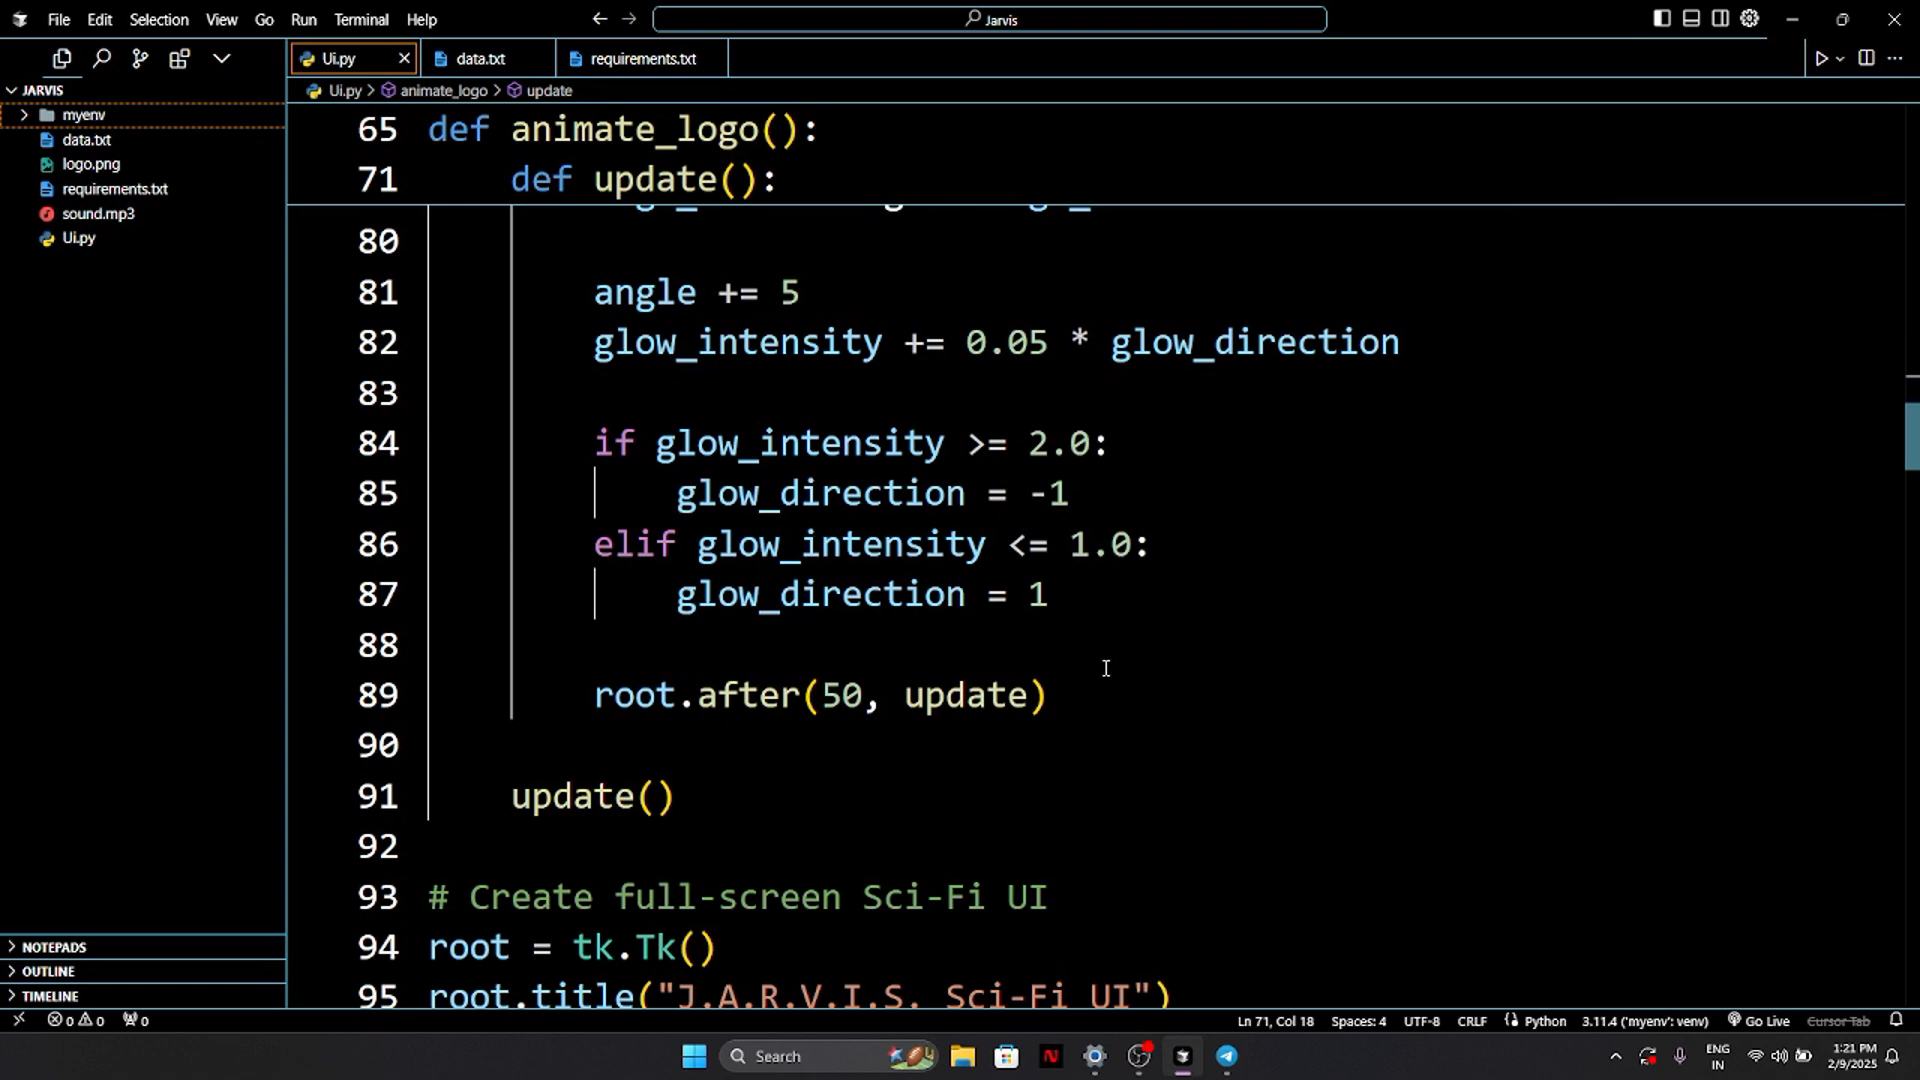 File Edit Selection View Go Run Terminal Help
Jarvis
Ui.py
data.txt
requirements.txt
JARVIS
myenv
data.txt
logo.png
requirements.txt
sound.mp3
Ui.py
NOTEPADS
OUTLINE
TIMELINE
Ui.py > animate_logo > update
65 def animate_logo():
71 def update():
80
81 angle += 5
82 glow_intensity += 0.05 * glow_direction
83
84 if glow_intensity >= 2.0:
85 glow_direction = -1
86 elif glow_intensity <= 1.0:
87 glow_direction = 1
88
89 root.after(50, update)
90
91 update()
92
93 # Create full-screen Sci-Fi UI
94 root = tk.Tk()
95 root.title("J.A.R.V.I.S. Sci-Fi UI")
0 0 0
Ln 71, Col 18 Spaces: 4 UTF-8 CRLF Python 3.11.4 ('myenv': venv) Go Live Cursor Tab
Search
ENG
IN
1:21 PM
2/9/2025